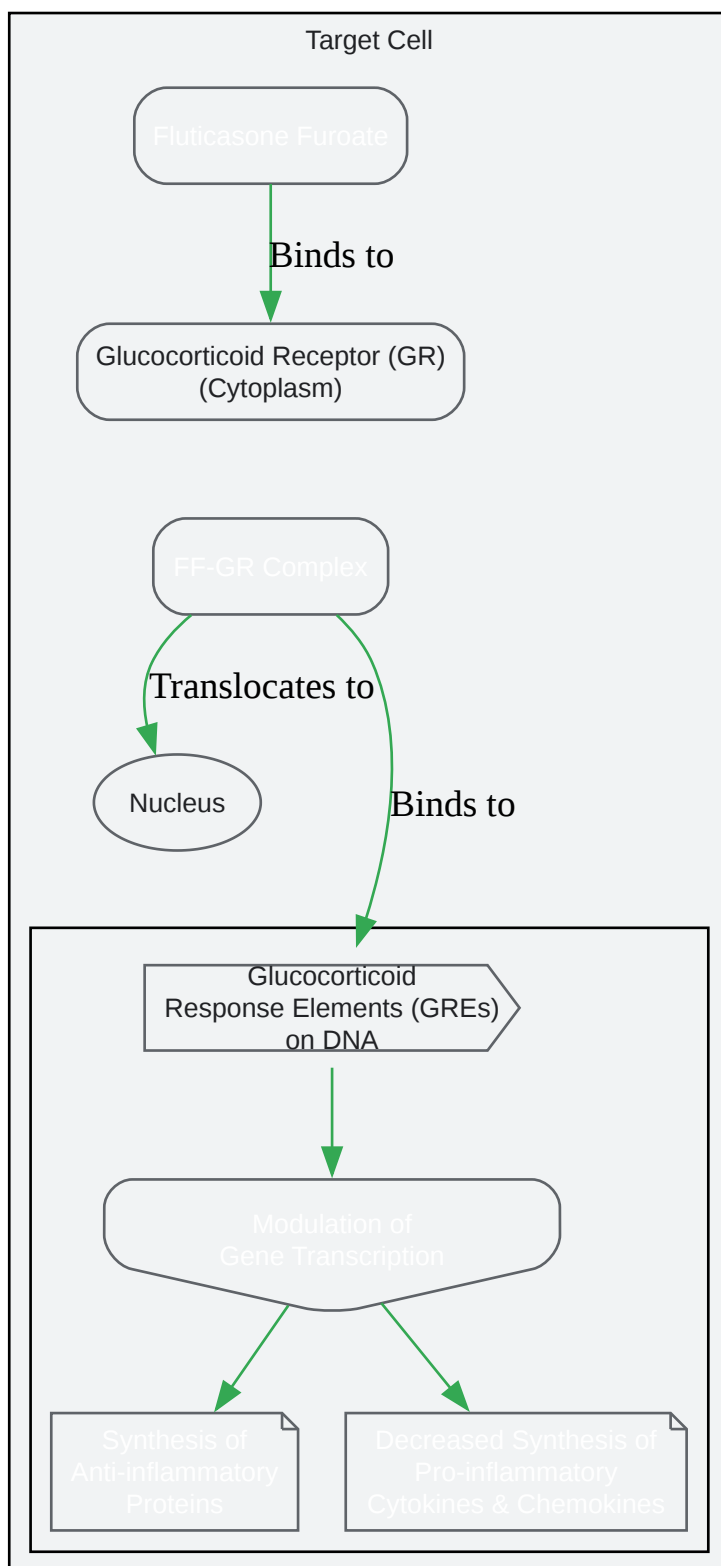 Target Cell
Fluticasone Furoate
Binds to
Glucocorticoid Receptor (GR)
(Cytoplasm)
FF-GR Complex
Translocates to
Nucleus
Binds to
Glucocorticoid
Response Elements (GREs)
on DNA
Modulation of
Gene Transcription
Synthesis of
Anti-inflammatory
Proteins
Decreased Synthesis of
Pro-inflammatory
Cytokines & Chemokines